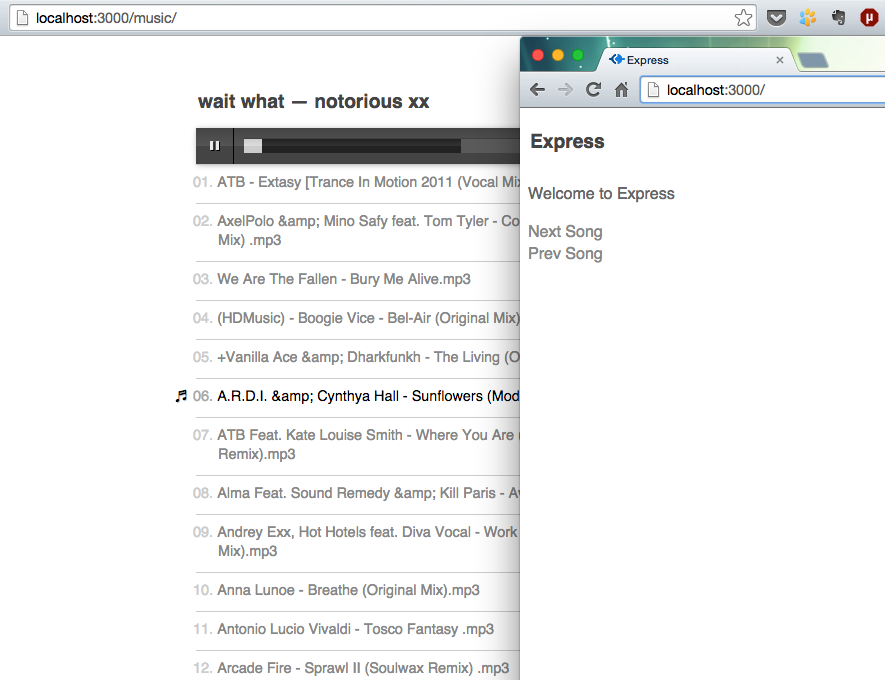 localhost:3000/music/
wait what — notorious xx
01. ATB - Extasy [Trance In Motion 2011 (Vocal Mix
02. AxelPolo &amp; Mino Safy feat. Tom Tyler - Co
Mix) .mp3
03. We Are The Fallen - Bury Me Alive.mp3
04. (HDMusic) - Boogie Vice - Bel-Air (Original Mix)
05. +Vanilla Ace &amp; Dharkfunkh - The Living (O
06. A.R.D.I. &amp; Cynthya Hall - Sunflowers (Mod
07. ATB Feat. Kate Louise Smith - Where You Are (
Remix).mp3
08. Alma Feat. Sound Remedy &amp; Kill Paris - Aw
09. Andrey Exx, Hot Hotels feat. Diva Vocal - Work
Mix).mp3
10. Anna Lunoe - Breathe (Original Mix).mp3
11. Antonio Lucio Vivaldi - Tosco Fantasy .mp3
12. Arcade Fire - Sprawl II (Soulwax Remix) .mp3
Express
localhost:3000/
Express
Welcome to Express
Next Song
Prev Song